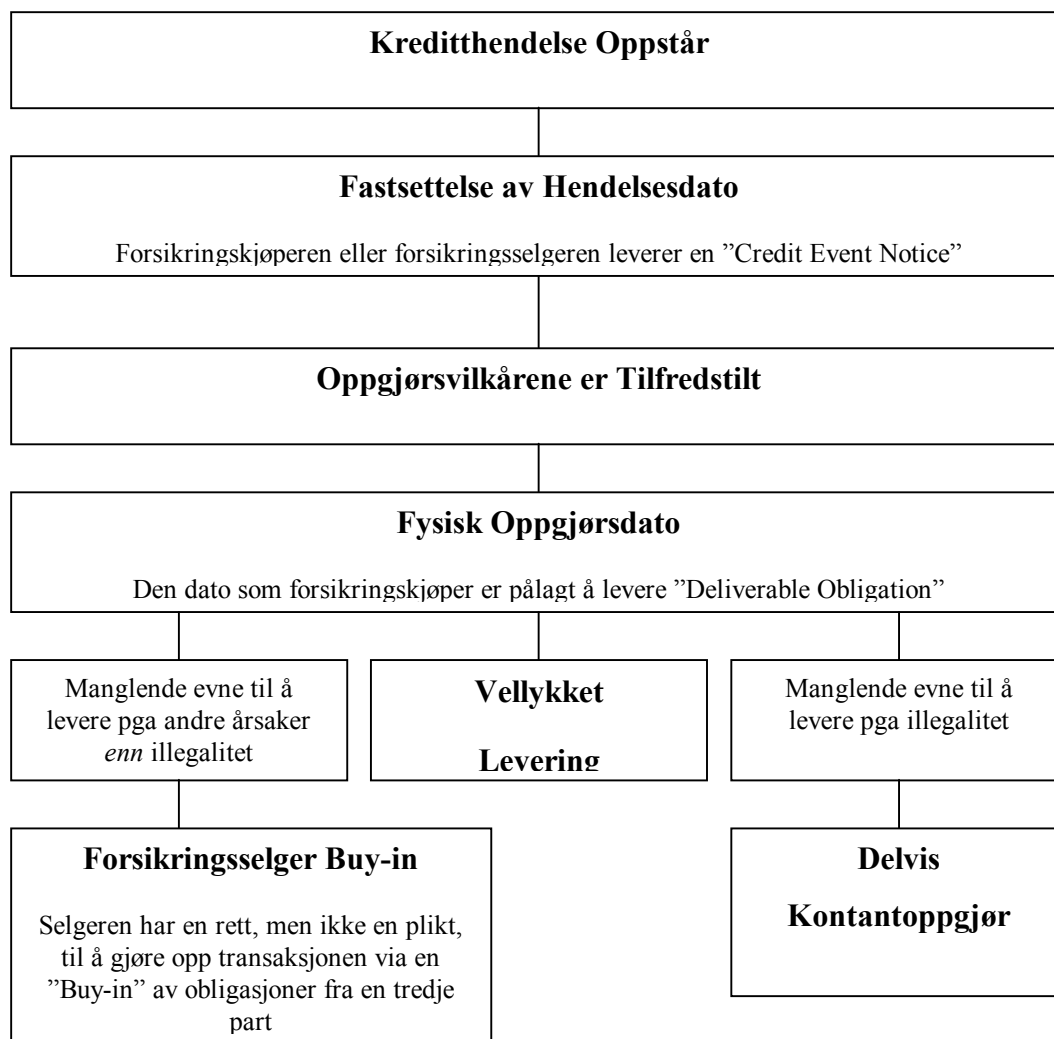 Kreditthendelse Oppstår
Fastsettelse av Hendelsesdato
Forsikringskjøperen eller forsikringsselgeren leverer en ”Credit Event Notice”
Oppgjørsvilkårene er Tilfredstilt
Fysisk Oppgjørsdato
Den dato som forsikringskjøper er pålagt å levere ”Deliverable Obligation”
Manglende evne til å
levere pga andre årsaker
enn illegalitet
Vellykket
Levering
Manglende evne til å
levere pga illegalitet
Forsikringsselger Buy-in
Selgeren har en rett, men ikke en plikt,
til å gjøre opp transaksjonen via en
”Buy-in” av obligasjoner fra en tredje
part
Delvis
Kontantoppgjør